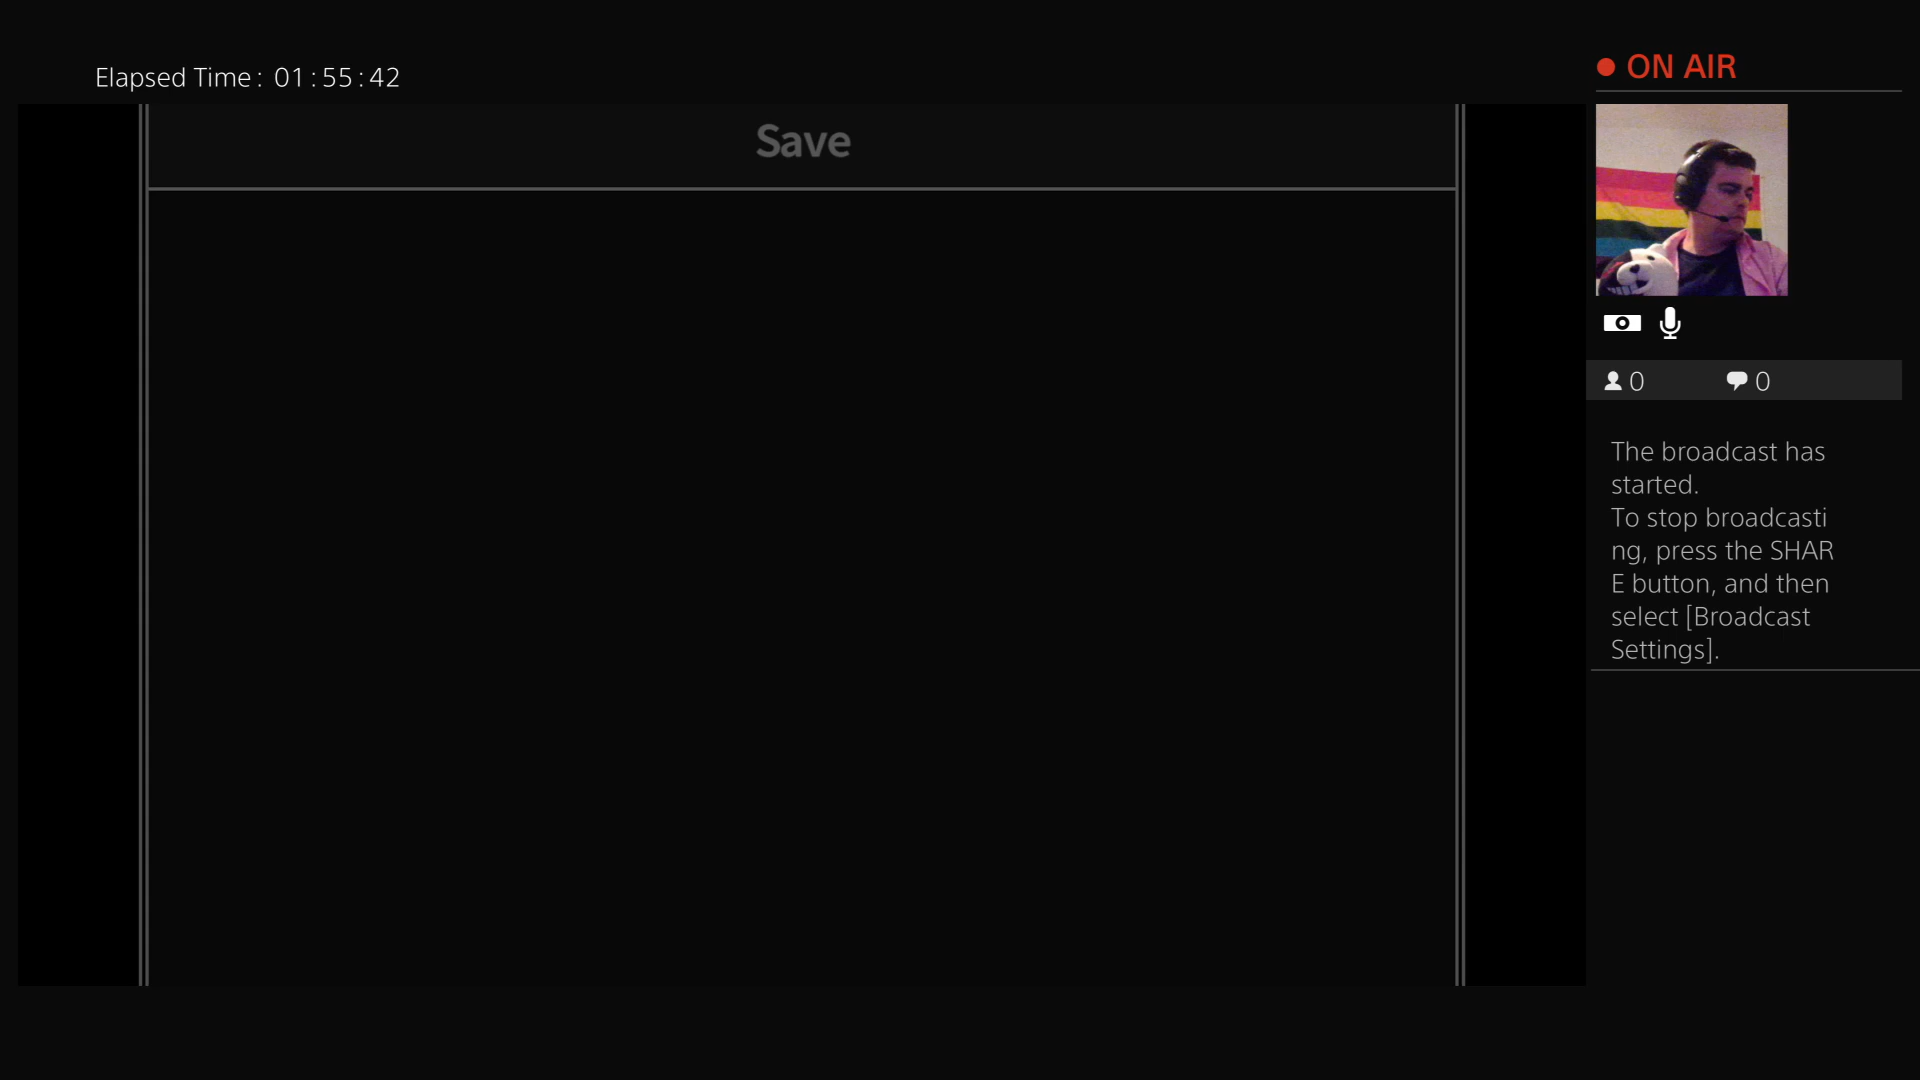 Elapsed Time: 01:55:42
ON AIR
Save
0 0
The broadcast has
started.
To stop broadcasti
ng, press the SHAR
E button, and then
select [Broadcast
Settings].